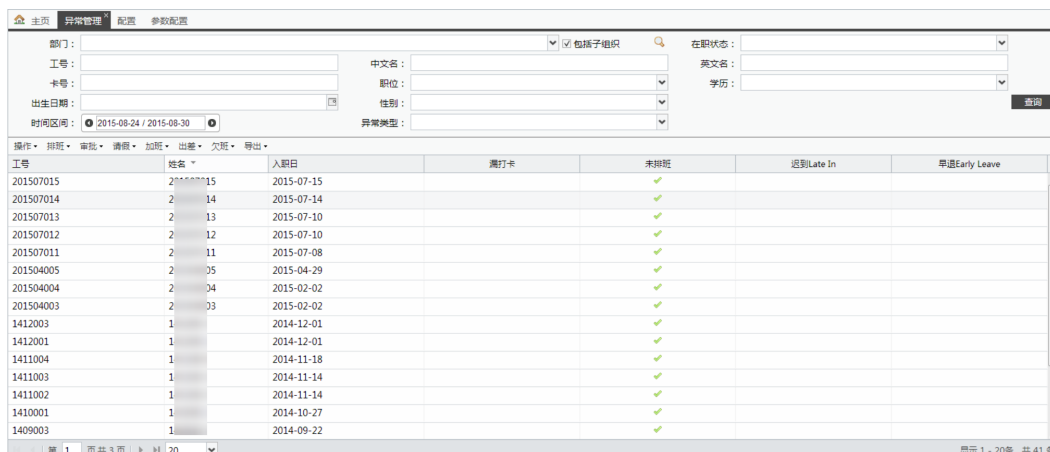 主页 异常管理 × 配置 参数配置
部门： 包括子组织 在职状态：
工号： 中文名： 英文名：
卡号： 职位： 学历：
出生日期： 性别： 查询
时间区间： 2015-08-24 / 2015-08-30 异常类型：
操作 排班 审批 请假 加班 出差 欠班 导出
工号 姓名 入职日 漏打卡 未排班 迟到Late In 早退Early Leave
201507015 2015-07-15
201507014 2015-07-14
201507013 2015-07-10
201507012 2015-07-10
201507011 2015-07-08
201504005 2015-04-29
201504004 2015-02-02
201504003 2015-02-02
1412003 2014-12-01
1412001 2014-12-01
1411004 2014-11-18
1411003 2014-11-14
1411002 2014-11-14
1410001 2014-10-27
1409003 2014-09-22
第 1 页共3页 20 显示 1 - 20条 共 41